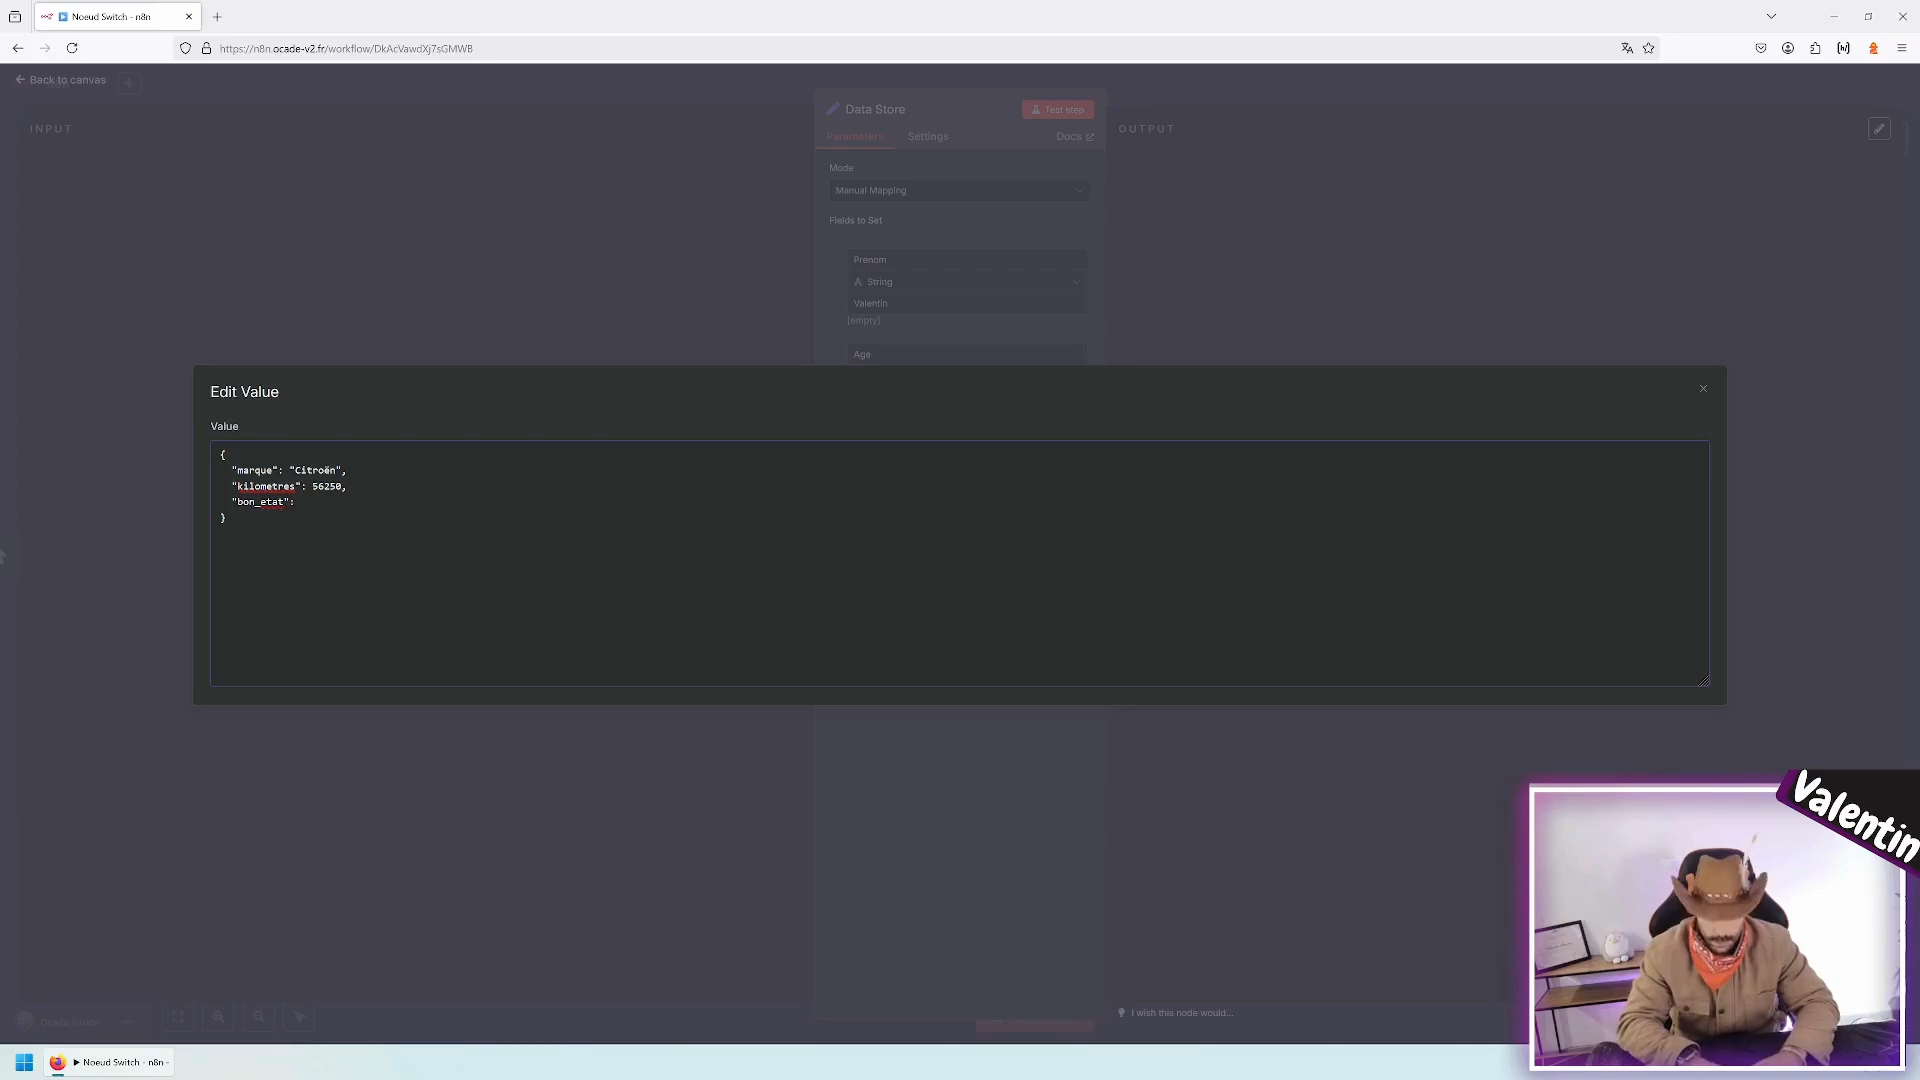 Noeud Switch - n8n
https://n8n.ocade-v2.fr/workflow/DkAcVawdXj7sGMWB
Back to canvas
INPUT
Data Store
Test step
Parameters
Settings
Docs
OUTPUT
Mode
Manual Mapping
Fields to Set
Prenom
String
Valentin
[empty]
Age
Edit Value
Value
{
"marque": "Citroën",
"kilometres": 56250,
"bon_etat":
}
Valentin
I wish this node would...
Ocade Fusion
Noeud Switch - n8n -